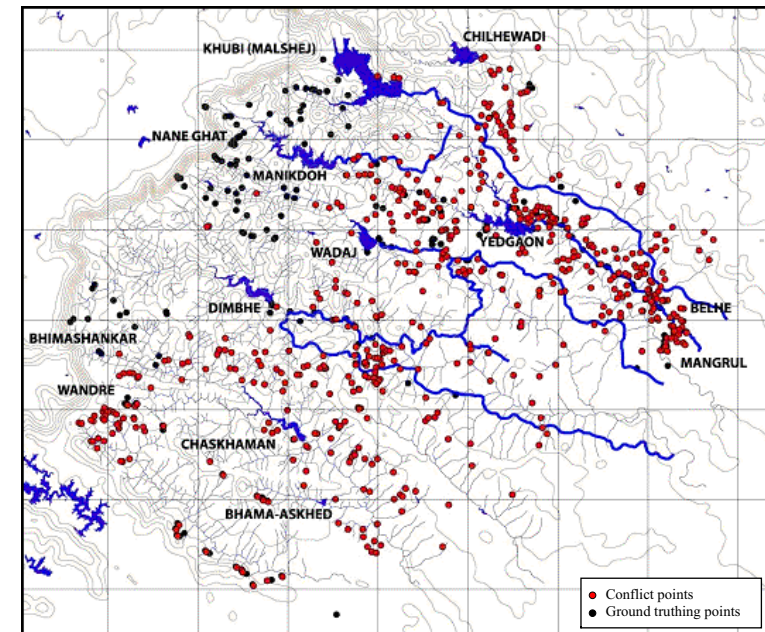 CHILHEWADI
KHUBI (MALSHEJ)
NANE GHAT
MANIKDOH
YEDGAON
WADAJ
DIMBHE
BELHE
BHIMASHANKAR
MANGRUL
WANDRE
CHASKHAMAN
BHAMA-ASKHED
Conflict points
Ground truthing points